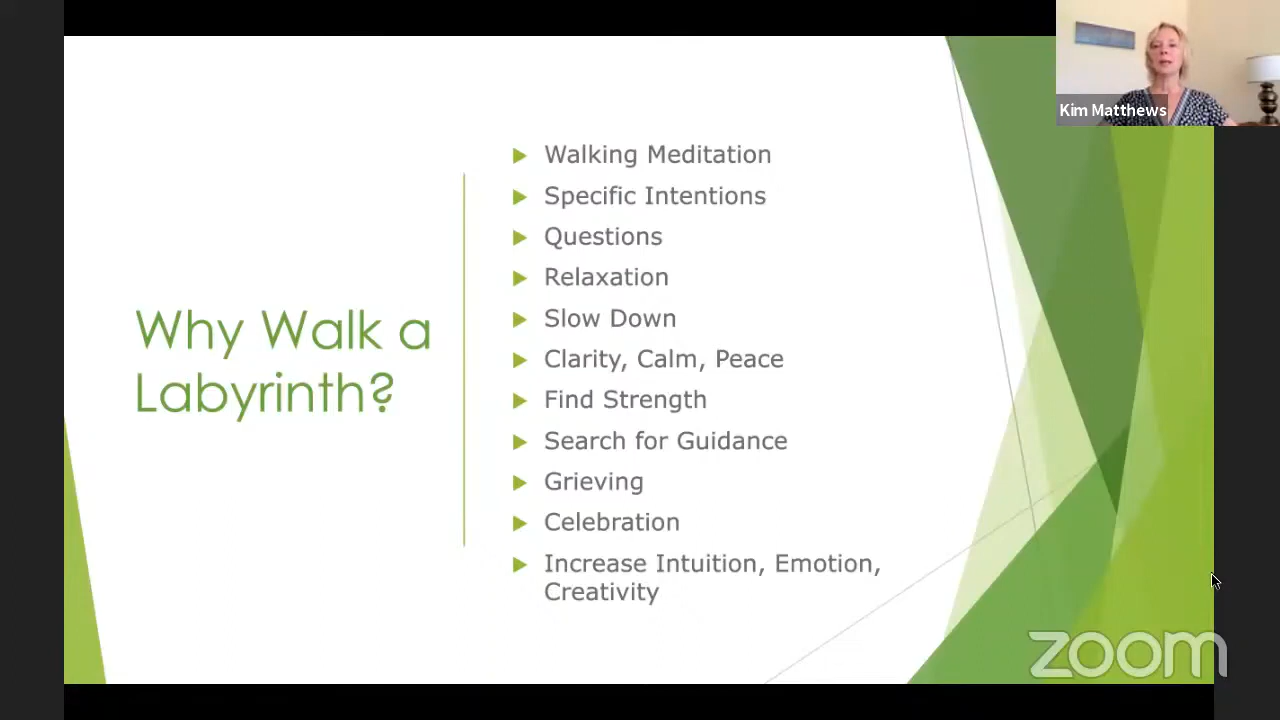 Kim Matthews
Why Walk a
Labyrinth?
Walking Meditation
Specific Intentions
Questions
Relaxation
Slow Down
Clarity, Calm, Peace
Find Strength
Search for Guidance
Grieving
Celebration
Increase Intuition, Emotion,
Creativity
zoom